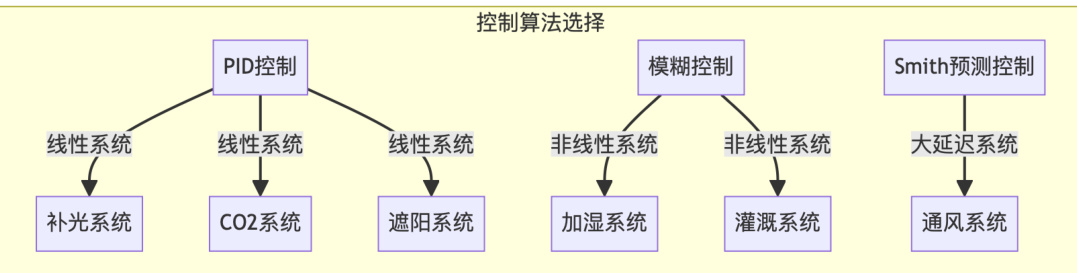 控制算法选择
PID控制
模糊控制
Smith预测控制
线性系统
线性系统
线性系统
非线性系统
非线性系统
大延迟系统
补光系统
CO2系统
遮阳系统
加湿系统
灌溉系统
通风系统